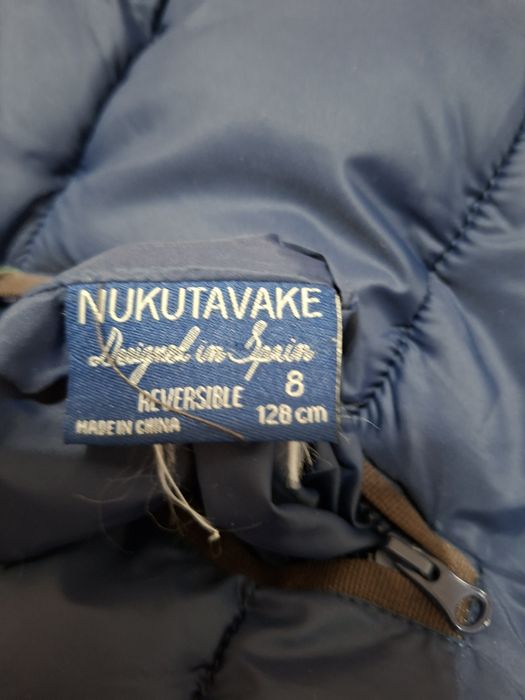 NUKUTAVAKE
Designed in Spain
8
REVERSIBLE
128 cm
MADE IN CHINA